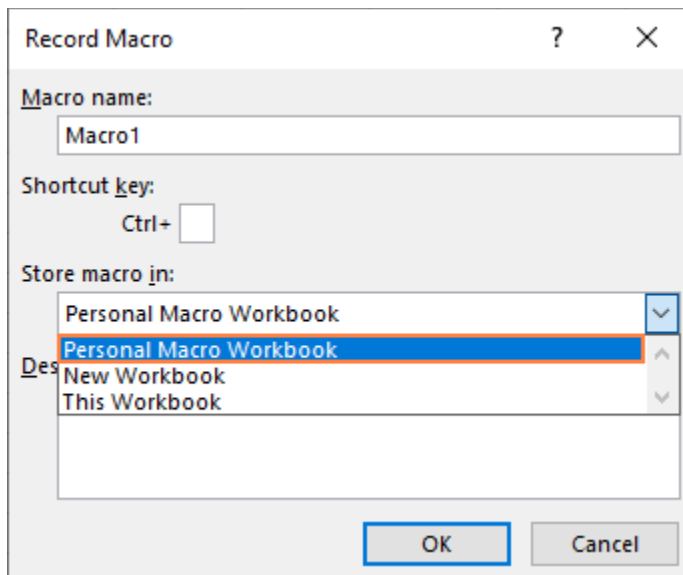 Record Macro ? ×
Macro name:
Macro1
Shortcut key:
Ctrl+
Store macro in:
Personal Macro Workbook
Personal Macro Workbook
Des
New Workbook
This Workbook
OK Cancel